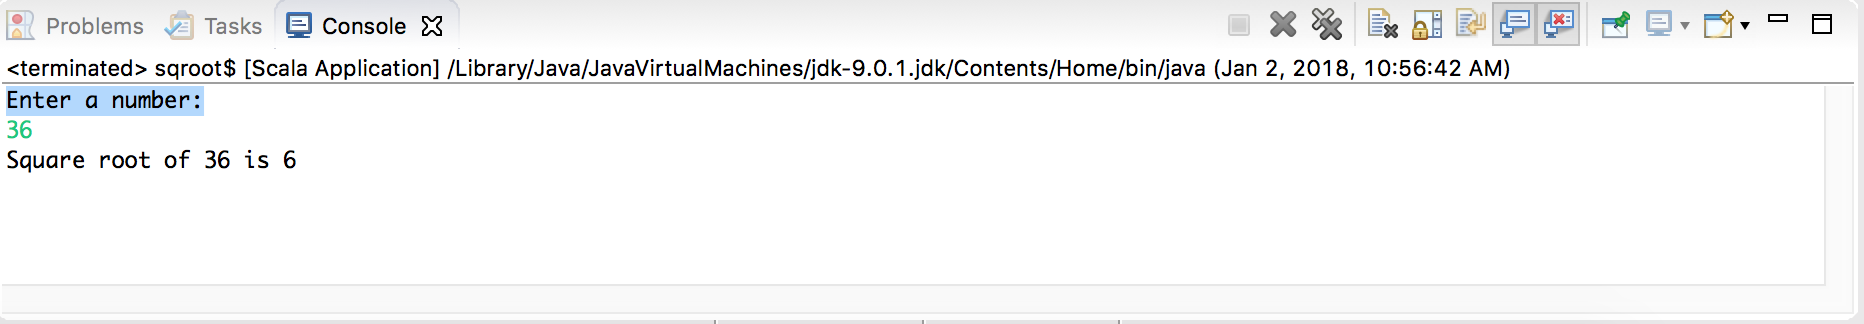 Problems Tasks Console
<terminated> sqroot$ [Scala Application] /Library/Java/JavaVirtualMachines/jdk-9.0.1.jdk/Contents/Home/bin/java (Jan 2, 2018, 10:56:42 AM)
Enter a number:
36
Square root of 36 is 6